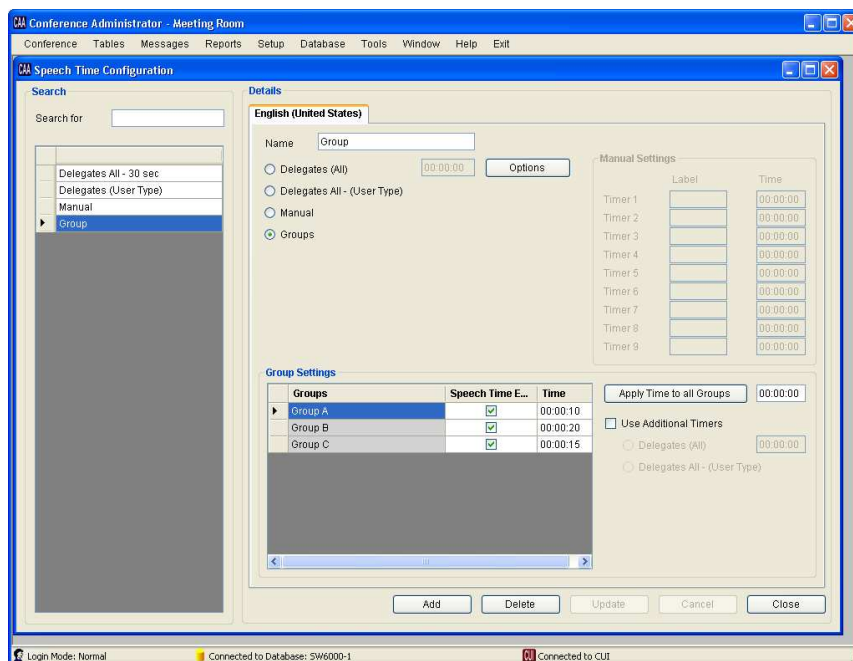 CAA Conference Administrator - Meeting Room
Conference Tables Messages Reports Setup Database Tools Window Help Exit
CAA Speech Time Configuration
Search
Search for
Delegates All - 30 sec
Delegates (User Type)
Manual
Group
Details
English (United States)
Name Group
Delegates (All) 00:00:00 Options
Delegates All - (User Type)
Manual
Groups
Manual Settings
Label Time
Timer 1 00:00:00
Timer 2 00:00:00
Timer 3 00:00:00
Timer 4 00:00:00
Timer 5 00:00:00
Timer 6 00:00:00
Timer 7 00:00:00
Timer 8 00:00:00
Timer 9 00:00:00
Group Settings
Groups Speech Time E... Time
Group A 00:00:10
Group B 00:00:20
Group C 00:00:15
Apply Time to all Groups 00:00:00
Use Additional Timers
Delegates (All) 00:00:00
Delegates All - (User Type)
Add Delete Update Cancel Close
Login Mode: Normal Connected to Database: SW6000-1 CUI Connected to CUI